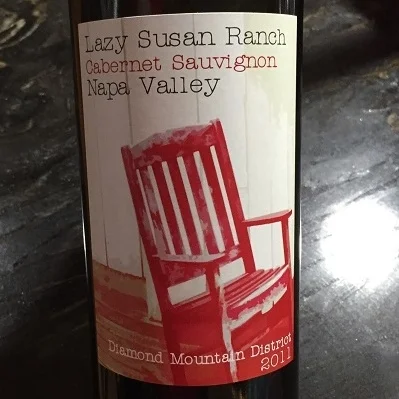 Lazy Susan Ranch
Cabernet Sauvignon
Napa Valley
Diamond Mountain District
2011